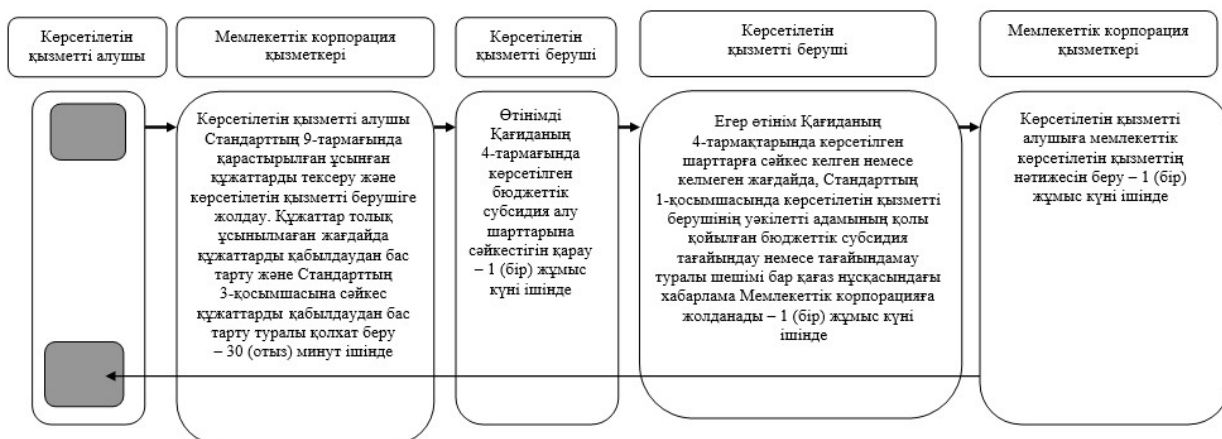 Көрсетілетін
қызметті алушы
Мемлекеттік корпорация
қызметкері
Көрсетілетін
қызметті беруші
Көрсетілетін
қызметті беруші
Мемлекеттік корпорация
қызметкері
Көрсетілетін қызметті алушы
Стандарттың 9-тармағында
қарастырылған ұсынған
құжаттарды тексеру және
көрсетілетін қызметті берушіге
жолдау. Құжаттар толық
ұсынылмаған жағдайда
құжаттарды қабылдаудан бас
тарту және Стандарттың
3-қосымшасына сәйкес
құжаттарды қабылдаудан бас
тарту туралы қолхат беру
– 30 (отыз) минут ішінде
Өтінімді
Қағиданың
4-тармағында
көрсетілген
бюджеттік
субсидия алу
шарттарына
сәйкестігін қарау
– 1 (бір) жұмыс
күні ішінде
Егер өтінім Қағиданың
4-тармақтарында көрсетілген
шарттарға сәйкес келген немесе
келмеген жағдайда, Стандарттың
1-қосымшасында көрсетілетін қызметті
берушінің уәкілетті адамының қолы
қойылған бюджеттік субсидия
тағайындау немесе тағайындамау
туралы шешімі бар қағаз нұсқасындағы
хабарлама Мемлекеттік корпорацияға
жолданады – 1 (бір) жұмыс күні
ішінде
Көрсетілетін қызметті
алушыға мемлекеттік
көрсетілетін қызметтің
нәтижесін беру – 1 (бір)
жұмыс күні ішінде